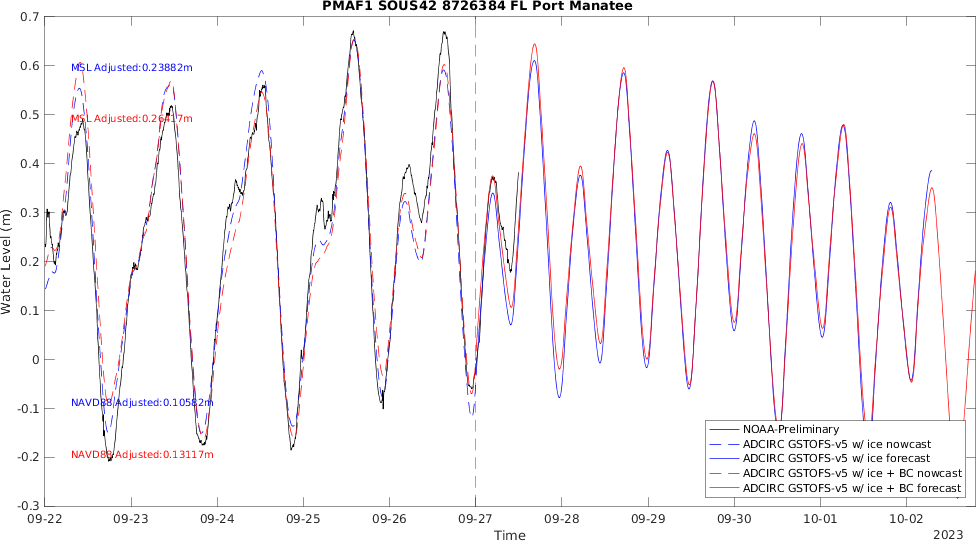 PMAF1 SOUS42 8726384 FL Port Manatee
0.7
0.6
0.5
0.4
0.3
0.2
0.1
0
-0.1
-0.2
-0.3
Water Level (m)
MSL Adjusted:0.23882m
MSL Adjusted:0.26417m
NAVD88 Adjusted:0.10582m
NAVD88 Adjusted:0.13117m
NOAA-Preliminary
ADCIRC GSTOFS-v5 w/ ice nowcast
ADCIRC GSTOFS-v5 w/ ice forecast
ADCIRC GSTOFS-v5 w/ ice + BC nowcast
ADCIRC GSTOFS-v5 w/ ice + BC forecast
09-22 09-23 09-24 09-25 09-26 09-27 09-28 09-29 09-30 10-01 10-02
Time
2023